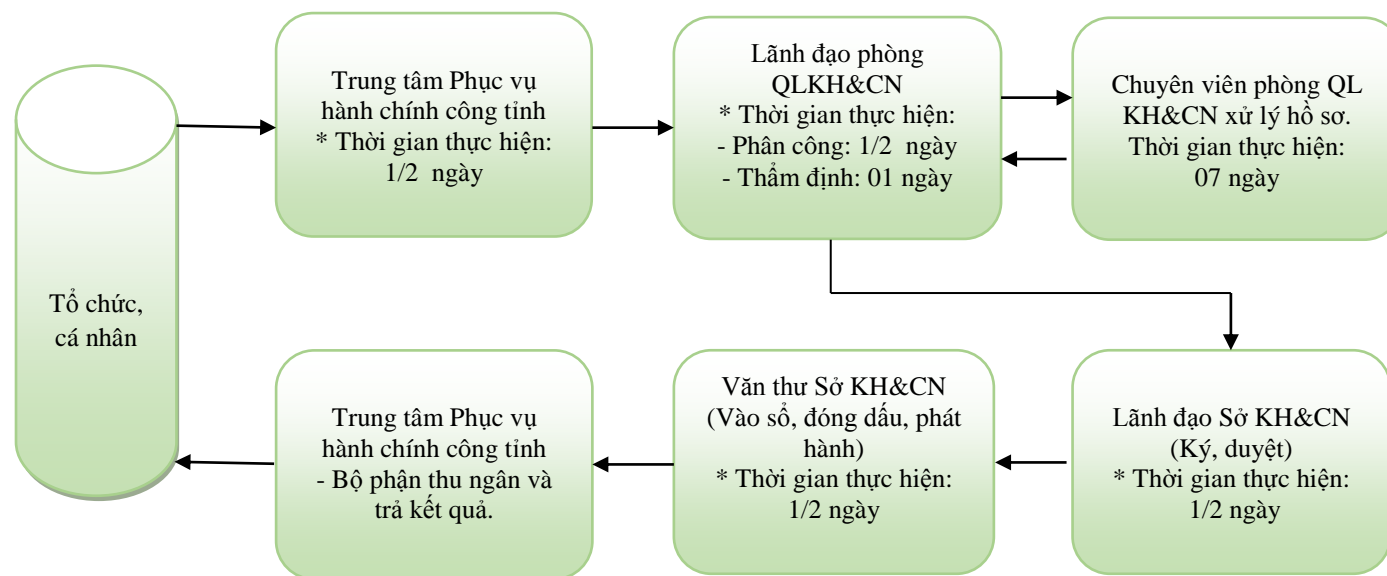 Tổ chức,
cá nhân
Trung tâm Phục vụ
hành chính công tỉnh
* Thời gian thực hiện:
1/2 ngày
Lãnh đạo phòng
QLKH&CN
* Thời gian thực hiện:
- Phân công: 1/2 ngày
- Thẩm định: 01 ngày
Chuyên viên phòng QL
KH&CN xử lý hồ sơ.
Thời gian thực hiện:
07 ngày
Lãnh đạo Sở KH&CN
(Ký, duyệt)
* Thời gian thực hiện:
1/2 ngày
Văn thư Sở KH&CN
(Vào sổ, đóng dấu, phát
hành)
* Thời gian thực hiện:
1/2 ngày
Trung tâm Phục vụ
hành chính công tỉnh
- Bộ phận thu ngân và
trả kết quả.